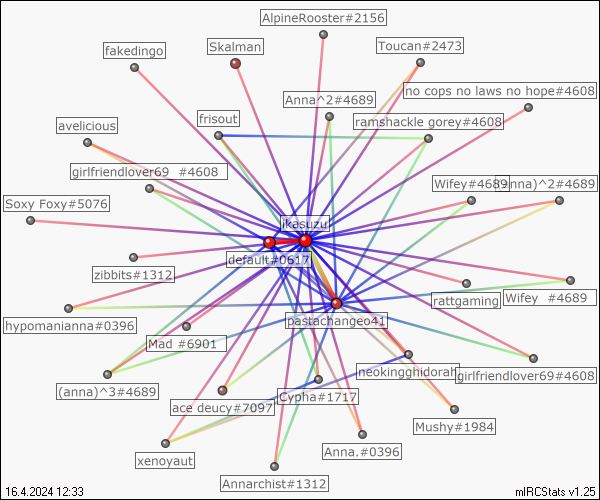 AlpineRooster#2156
Skalman
Toucan#2473
fakedingo
no cops no laws no hope#4608
Anna^2#4689
frisout
ramshackle gorey#4608
avelicious
girlfriendlover69 #4608
Wifey#4689
nna)^2#4689
Soxy Foxy#5076
ikasuzu
default#0617
zibbits#1312
rattgaming
Wifey #4689
hypomanianna#0396
pastachangeo41
Mad #6901
neokingghidorah
girlfriendlover69#4608
(anna)^3#4689
ace deucy#7097
Cypha#1717
Mushy#1984
xenoyaut
Anna.#0396
Annarchist#1312
16.4.2024 12:33
mIRCStats v1.25